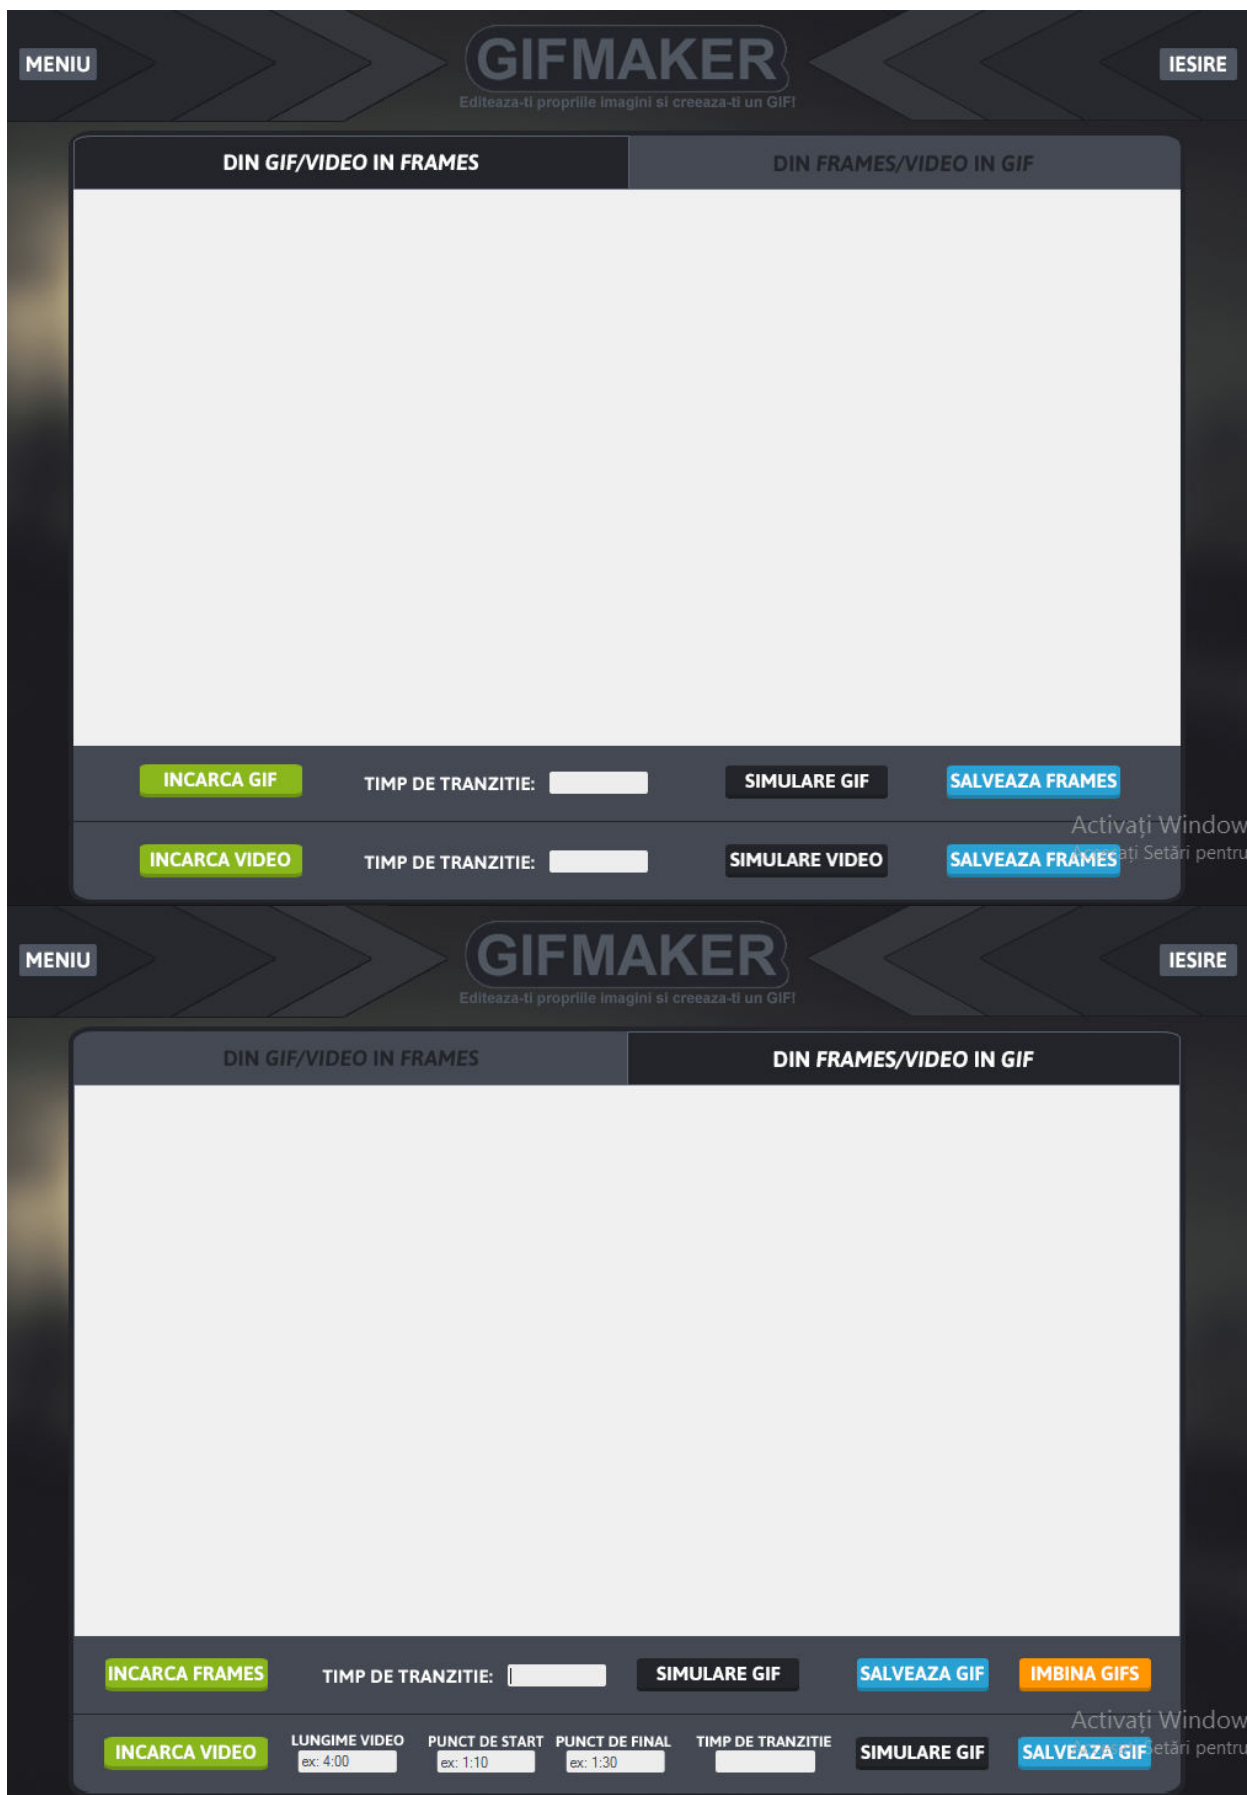 MENIU
GIFMAKER
IESIRE
Editeaza-ti propriile imagini si creeaza-ti un GIF!
DIN GIF/VIDEO IN FRAMES
DIN FRAMES/VIDEO IN GIF
INCARCA GIF
TIMP DE TRANZITIE:
SIMULARE GIF
SALVEAZA FRAMES
Activați Window
INCARCA VIDEO
TIMP DE TRANZITIE:
SIMULARE VIDEO
SALVEAZA FRAMES
Setări pentru
MENIU
GIFMAKER
IESIRE
Editeaza-ti propriile imagini si creeaza-ti un GIF!
DIN GIF/VIDEO IN FRAMES
DIN FRAMES/VIDEO IN GIF
INCARCA FRAMES
TIMP DE TRANZITIE:
SIMULARE GIF
SALVEAZA GIF
IMBINA GIFS
Activați Window
INCARCA VIDEO
LUNGIME VIDEO
ex: 4:00
PUNCT DE START
ex: 1:10
PUNCT DE FINAL
ex: 1:30
TIMP DE TRANZITIE
SIMULARE GIF
SALVEAZA GIF
Setări pentru